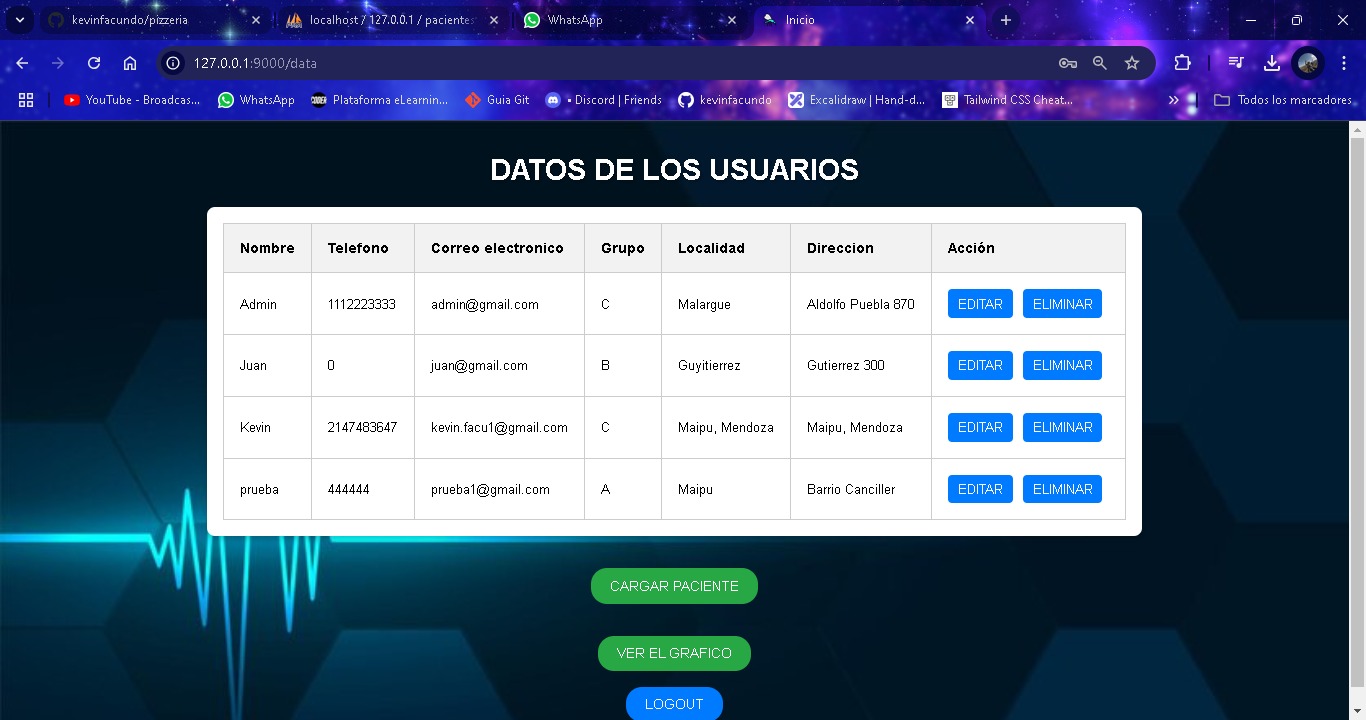 kevinfacundo/pizzeria
localhost / 127.0.0.1 / pacientes
WhatsApp
Inicio
127.0.0.1:9000/data
YouTube - Broadcas...
WhatsApp
Plataforma eLearnin...
Guia Git
• Discord | Friends
kevinfacundo
Excalidraw | Hand-d...
Tailwind CSS Cheat...
Todos los marcadores
DATOS DE LOS USUARIOS
Nombre Telefono Correo electronico Grupo Localidad Direccion Acción
Admin 1112223333 admin@gmail.com C Malargue Aldolfo Puebla 870 EDITAR ELIMINAR
Juan 0 juan@gmail.com B Guyitierrez Gutierrez 300 EDITAR ELIMINAR
Kevin 2147483647 kevin.facu1@gmail.com C Maipu, Mendoza Maipu, Mendoza EDITAR ELIMINAR
prueba 444444 prueba1@gmail.com A Maipu Barrio Canciller EDITAR ELIMINAR
CARGAR PACIENTE
VER EL GRAFICO
LOGOUT